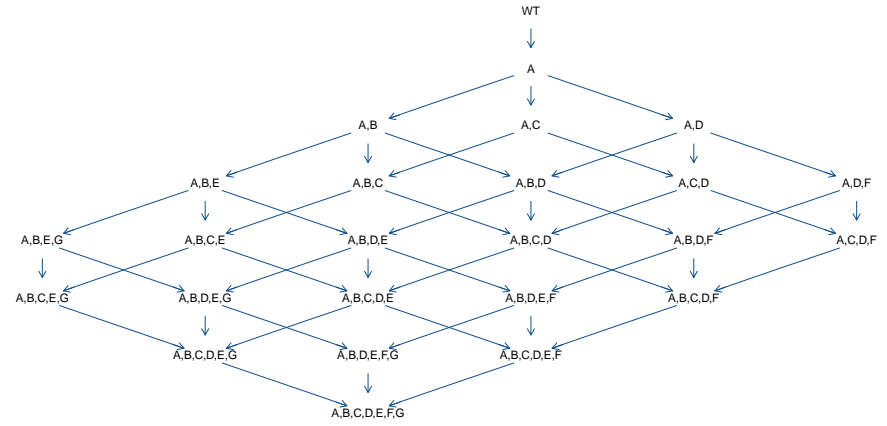 WT
A
A,B
A,C
A,D
A,B,E
A,B,C
A,B,D
A,C,D
A,D,F
A,B,E,G
A,B,C,E
A,B,D,E
A,B,C,D
A,B,D,F
A,C,D,F
A,B,C,E,G
A,B,D,E,G
A,B,C,D,E
A,B,D,E,F
A,B,C,D,F
A,B,C,D,E,G
A,B,D,E,F,G
A,B,C,D,E,F
A,B,C,D,E,F,G